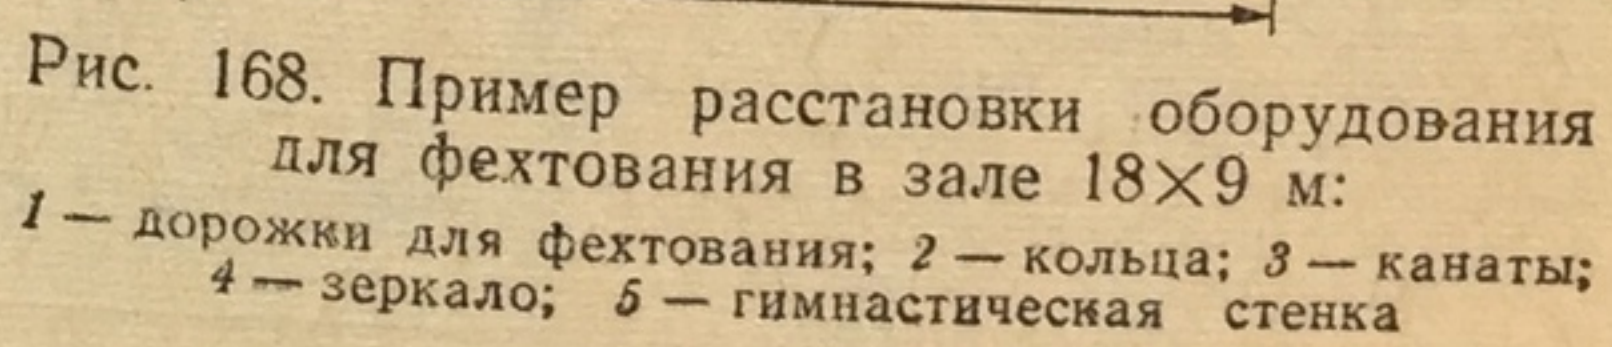 Рис. 168. Пример расстановки оборудования
для фехтования в зале 18×9 м:
1 — дорожки для фехтования; 2 — кольца; 3 — канаты;
4 — зеркало; 5 — гимнастическая стенка